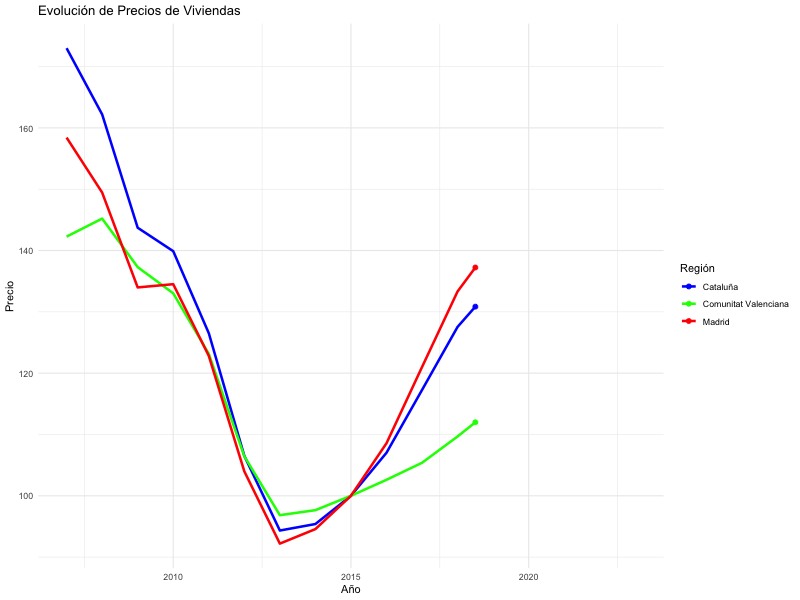 Evolución de Precios de Viviendas
Precio
160
140
120
100
2010
2015
2020
Año
Región
Cataluña
Comunitat Valenciana
Madrid